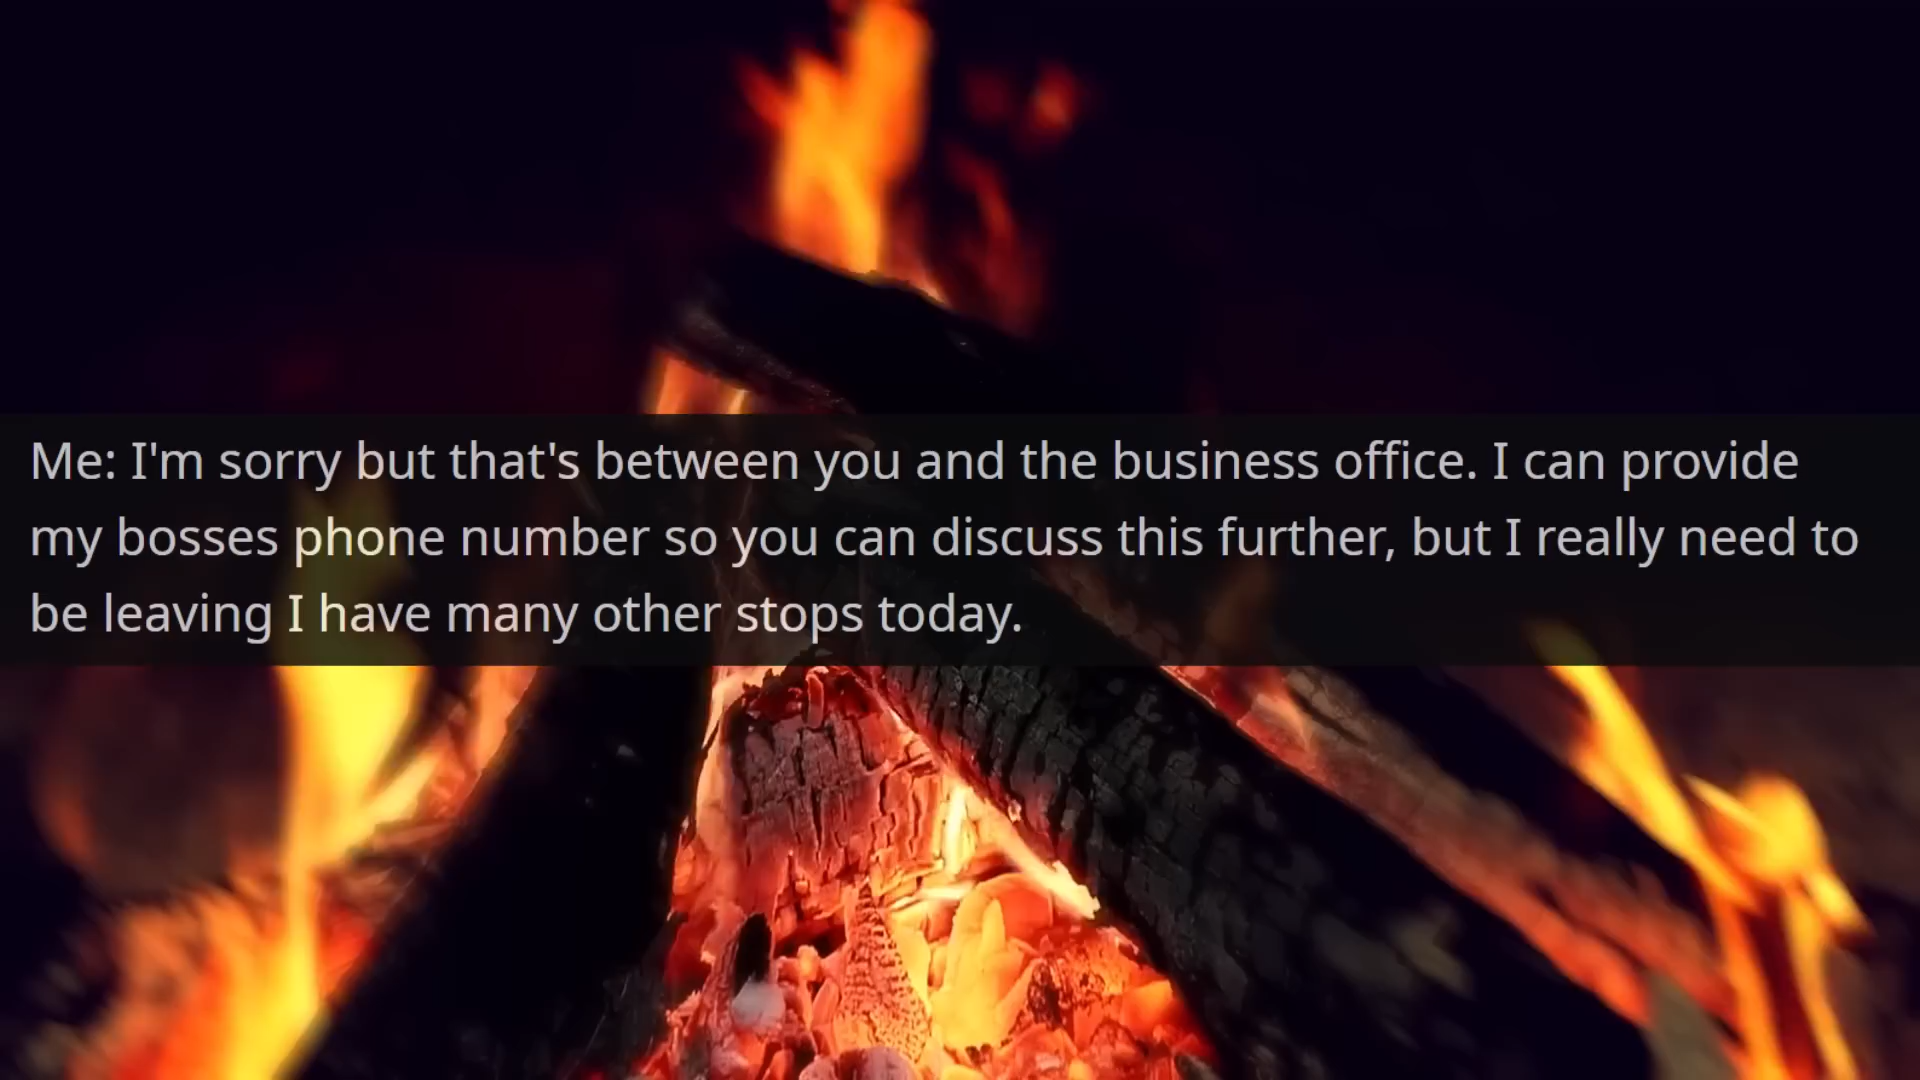 Me: I'm sorry but that's between you and the business office. I can provide
my bosses phone number so you can discuss this further, but I really need to
be leaving I have many other stops today.